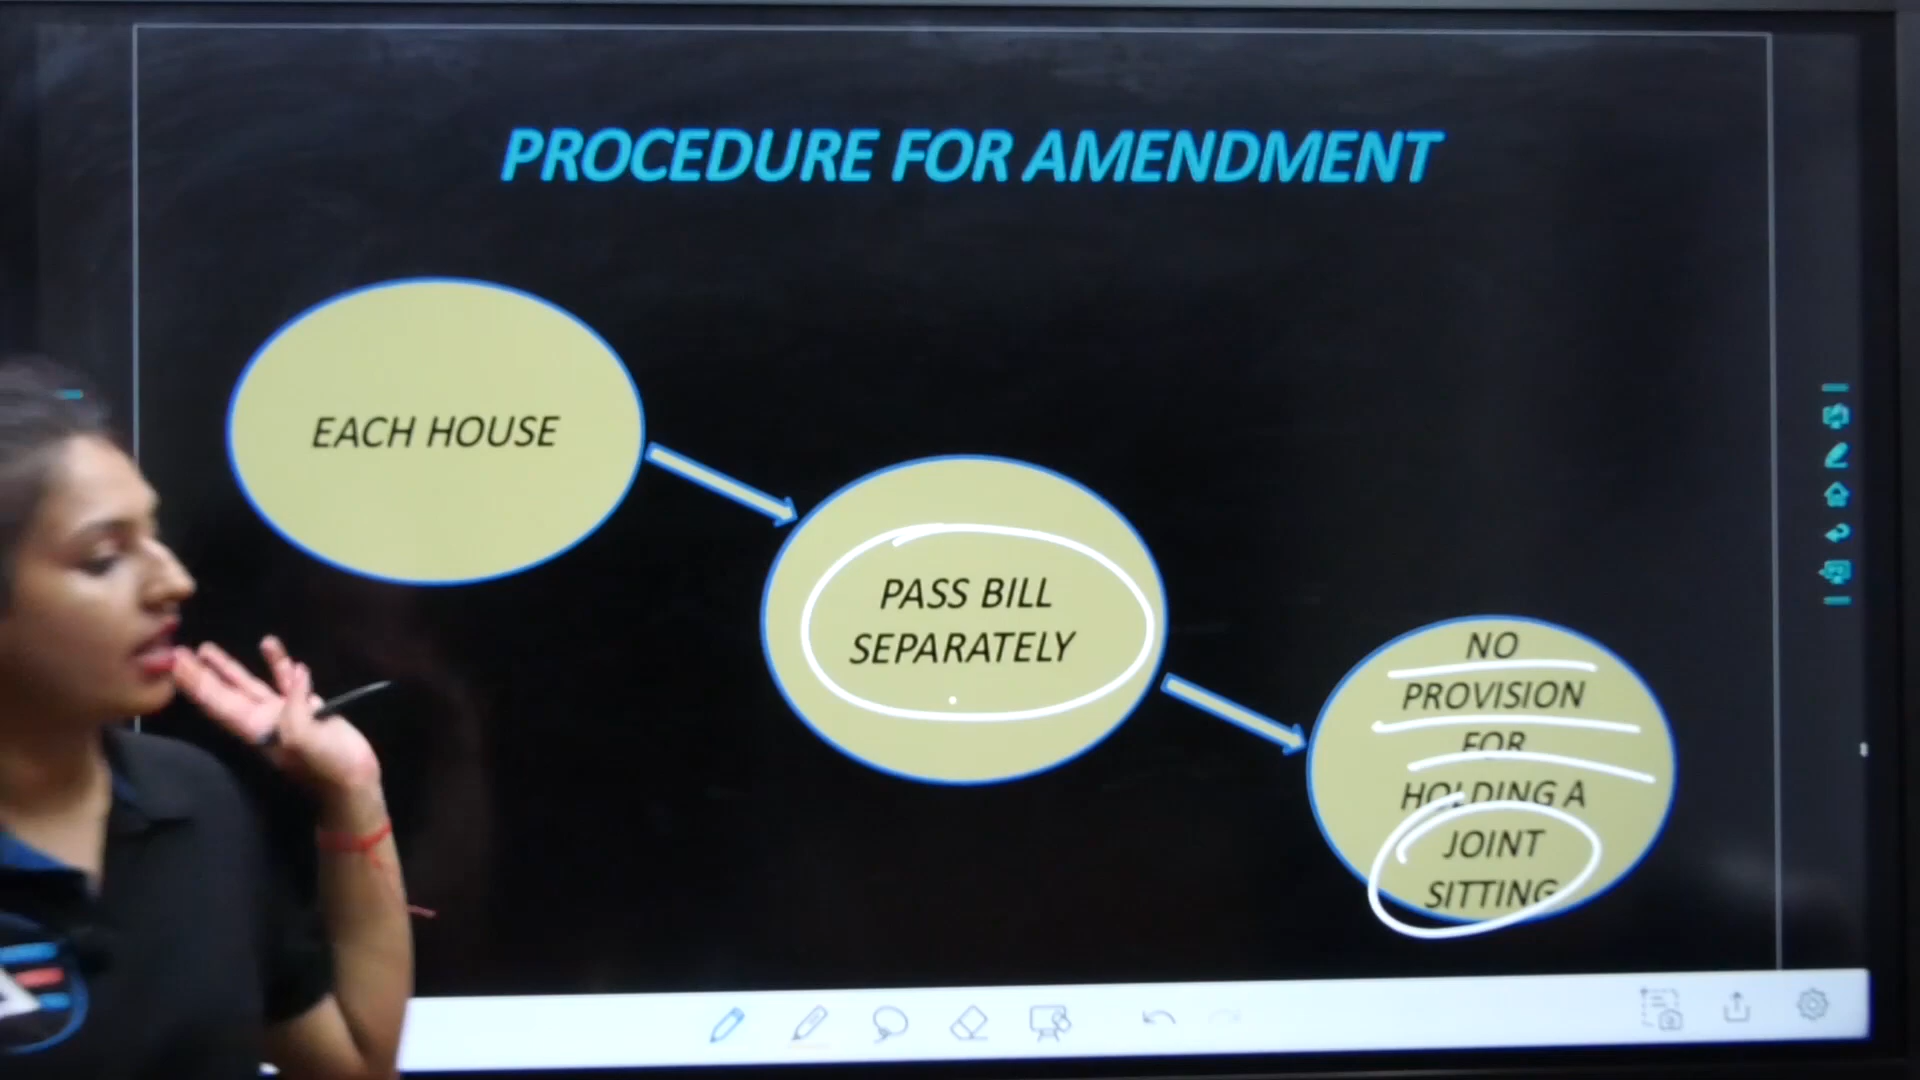 PROCEDURE FOR AMENDMENT
EACH HOUSE
PASS BILL
SEPARATELY
NO
PROVISION
FOR
HOLDING A
JOINT
SITTING